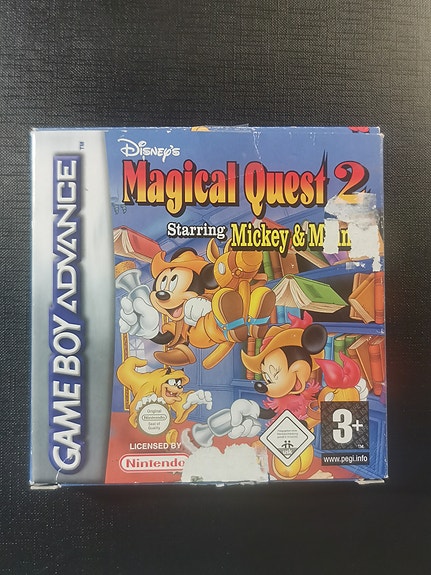 GAME BOY ADVANCE™
Disney's
Magical Quest 2
Starring Mickey &
Original
Nintendo
Seal of
Quality
LICENSED BY
Nintendo
3+
www.pegi.info